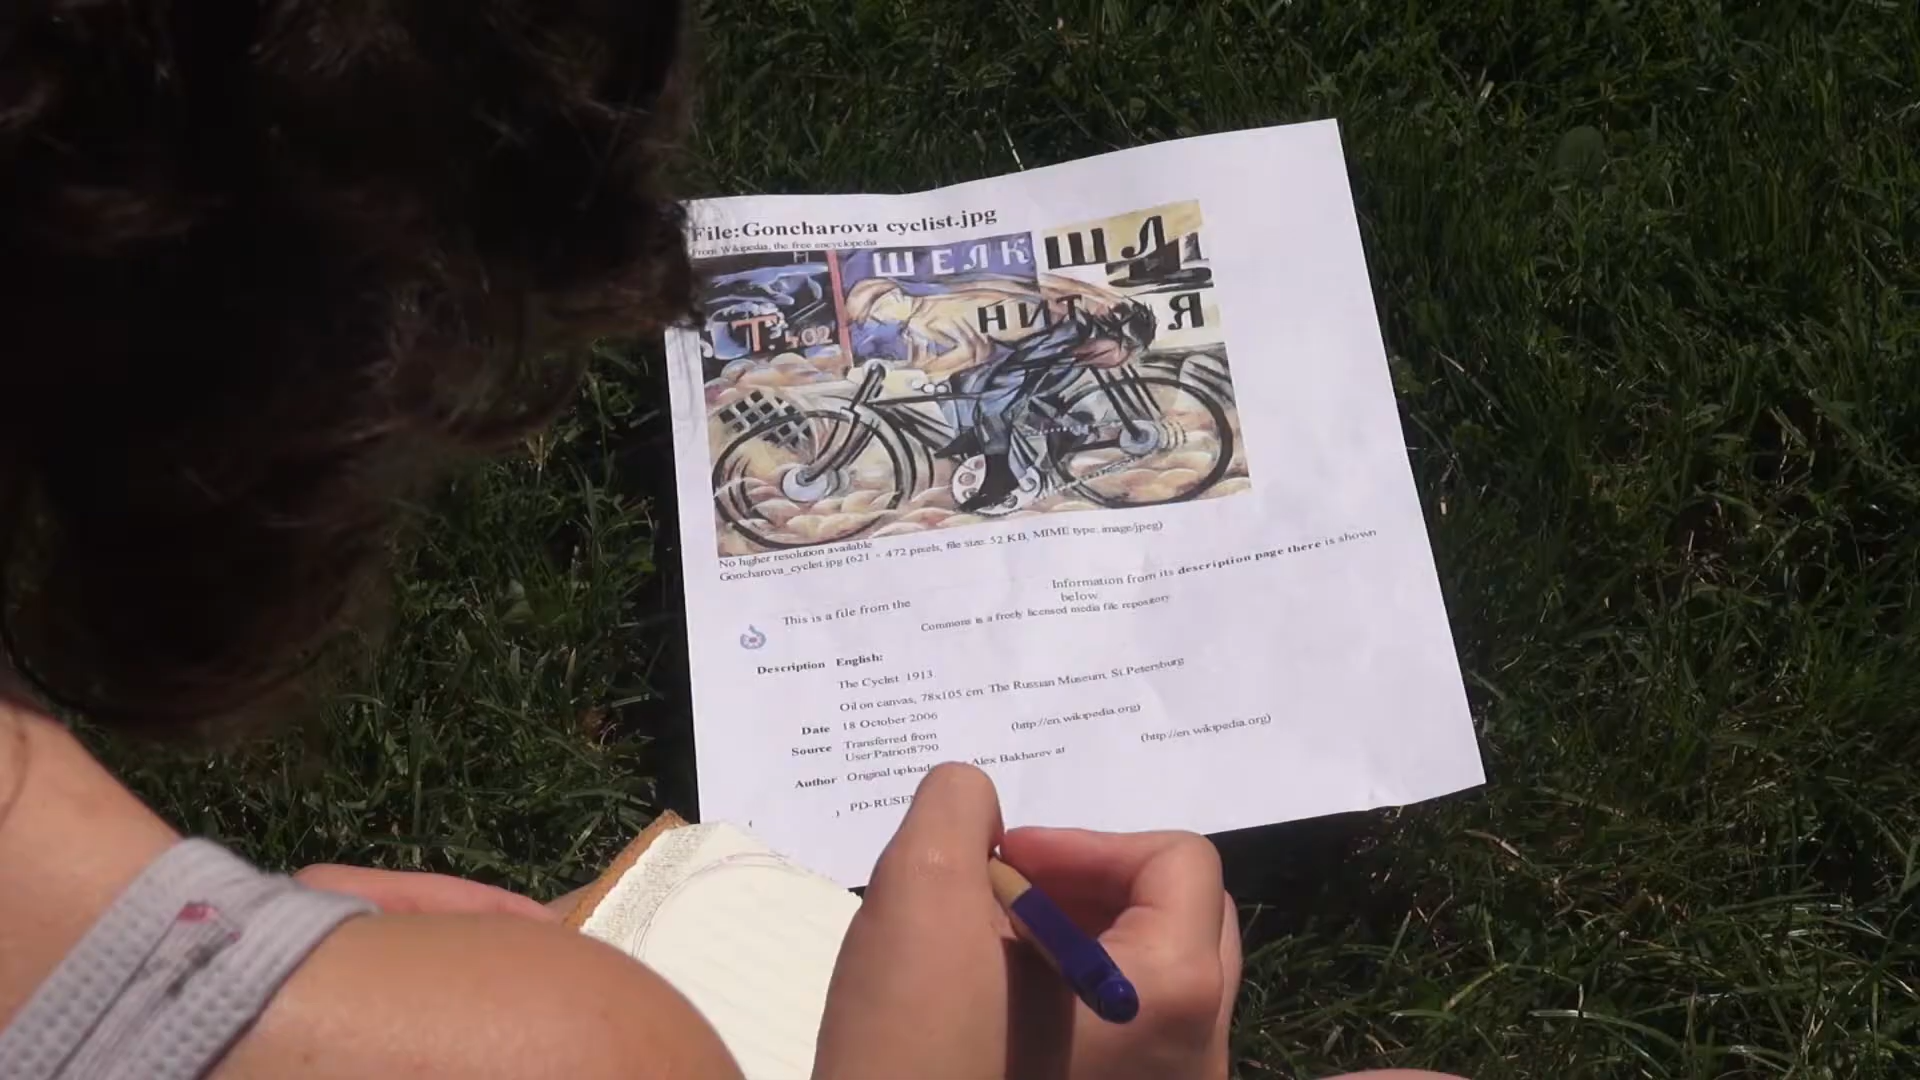 File:Goncharova cyclist.jpg
From Wikipedia, the free encyclopedia
ШЕЛК
ШЛ
НИТ Я
Т. 402
No higher resolution available.
Goncharova_cyclist.jpg (621 × 472 pixels, file size: 52 KB, MIME type: image/jpeg)
This is a file from the
. Information from its description page there is shown
below
Commons is a freely licensed media file repository
Description English:
The Cyclist 1913.
Oil on canvas, 78x105 cm The Russian Museum, St.Petersburg
Date 18 October 2006
Source Transferred from (http://en.wikipedia.org)
User:Patriot8790 (http://en.wikipedia.org)
Author Original uploade Alex Bakharev at
( ) PD-RUSE